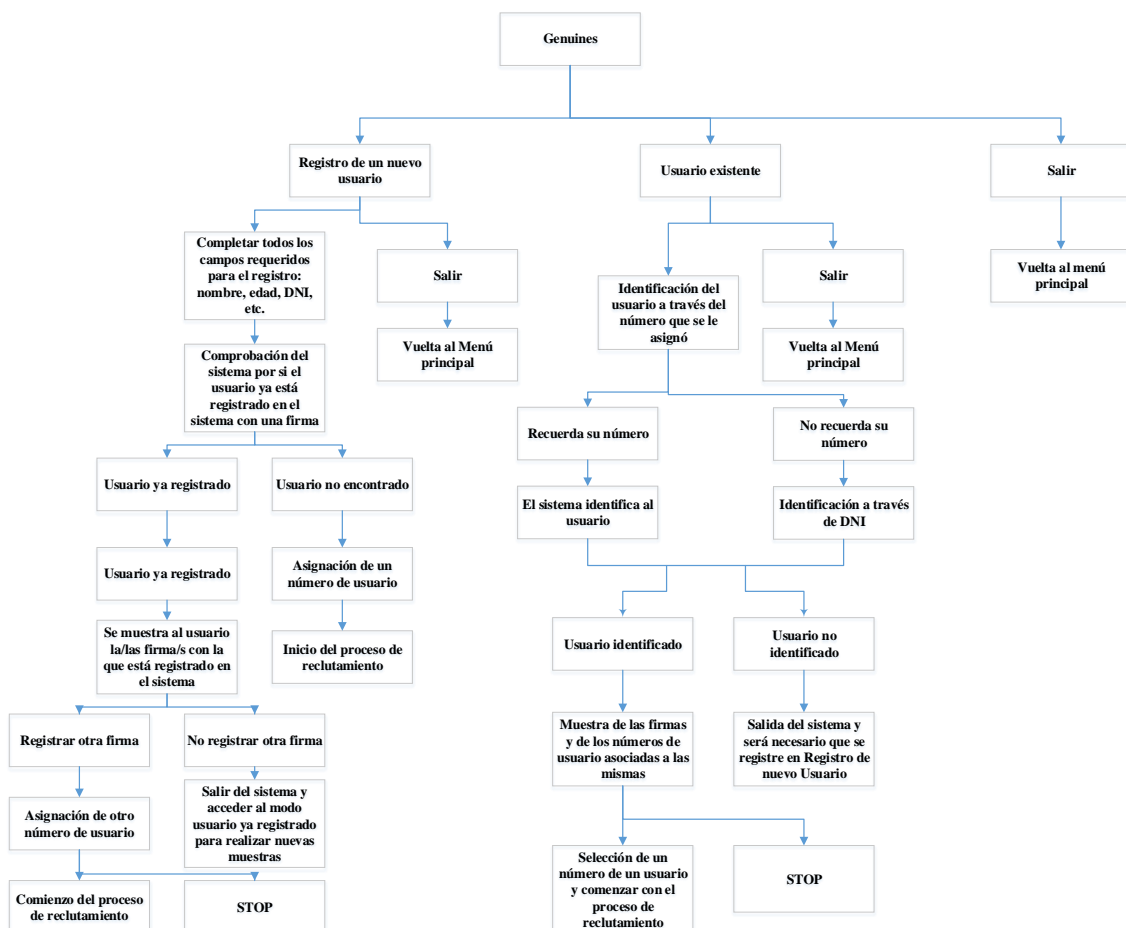 Genuines
Registro de un nuevo
usuario
Usuario existente
Salir
Completar todos los
campos requeridos
para el registro:
nombre, edad, DNI,
etc.
Salir
Identificación del
usuario a través del
número que se le
asignó
Salir
Vuelta al menú
principal
Comprobación del
sistema por si el
usuario ya está
registrado en el
sistema con una firma
Vuelta al Menú
principal
Vuelta al Menú
principal
Recuerda su número
No recuerda su
número
Usuario ya registrado
Usuario no encontrado
El sistema identifica al
usuario
Identificación a través
de DNI
Usuario ya registrado
Asignación de un
número de usuario
Se muestra al usuario
la/las firma/s con la
que está registrado en
el sistema
Inicio del proceso de
reclutamiento
Usuario identificado
Usuario no
identificado
Registrar otra firma
No registrar otra firma
Muestra de las firmas
y de los números de
usuario asociadas a las
mismas
Salida del sistema y
será necesario que se
registre en Registro de
nuevo Usuario
Asignación de otro
número de usuario
Salir del sistema y
acceder al modo
usuario ya registrado
para realizar nuevas
muestras
Selección de un
número de un usuario
y comenzar con el
proceso de
reclutamiento
STOP
Comienzo del proceso
de reclutamiento
STOP